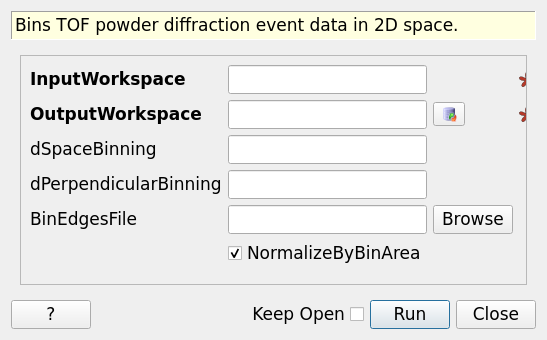 Bins TOF powder diffraction event data in 2D space.
InputWorkspace
OutputWorkspace
dSpaceBinning
dPerpendicularBinning
BinEdgesFile Browse
NormalizeByBinArea
? Keep Open Run Close